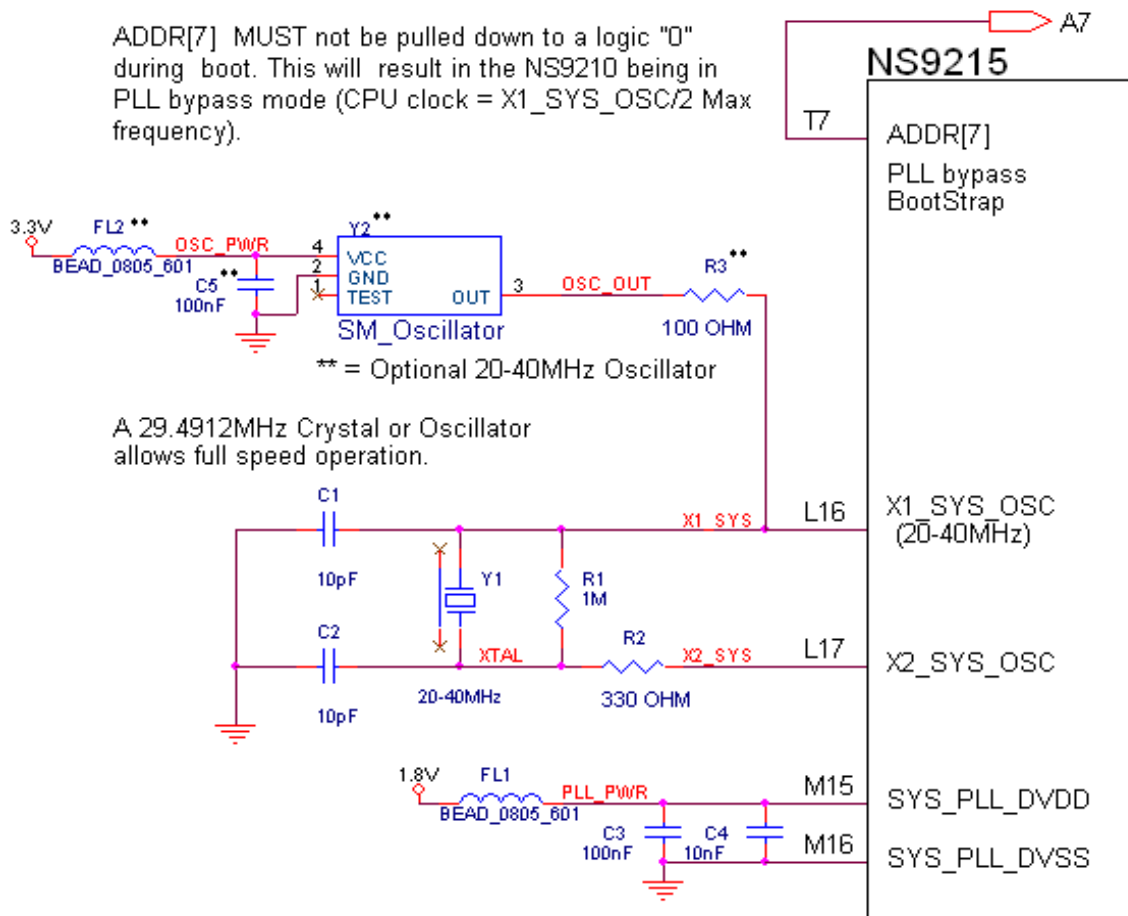 ADDR[7] MUST not be pulled down to a logic "0"
during boot. This will result in the NS9210 being in
PLL bypass mode (CPU clock = X1_SYS_OSC/2 Max
frequency).
A7
NS9215
T7
ADDR[7]
PLL bypass
BootStrap
3.3V
FL2 **
BEAD_0805_601
OSC_PWR
C5 **
100nF
Y2 **
4
2
1
VCC
GND
TEST
OUT
3
SM_Oscillator
OSC_OUT
R3 **
100 OHM
** = Optional 20-40MHz Oscillator
A 29.4912MHz Crystal or Oscillator
allows full speed operation.
C1
10pF
X1_SYS
L16
X1_SYS_OSC
(20-40MHz)
Y1
R1
1M
C2
10pF
XTAL
20-40MHz
R2
330 OHM
X2_SYS
L17
X2_SYS_OSC
1.8V
FL1
BEAD_0805_601
PLL_PWR
M15
SYS_PLL_DVDD
C3
100nF
C4
10nF
M16
SYS_PLL_DVSS